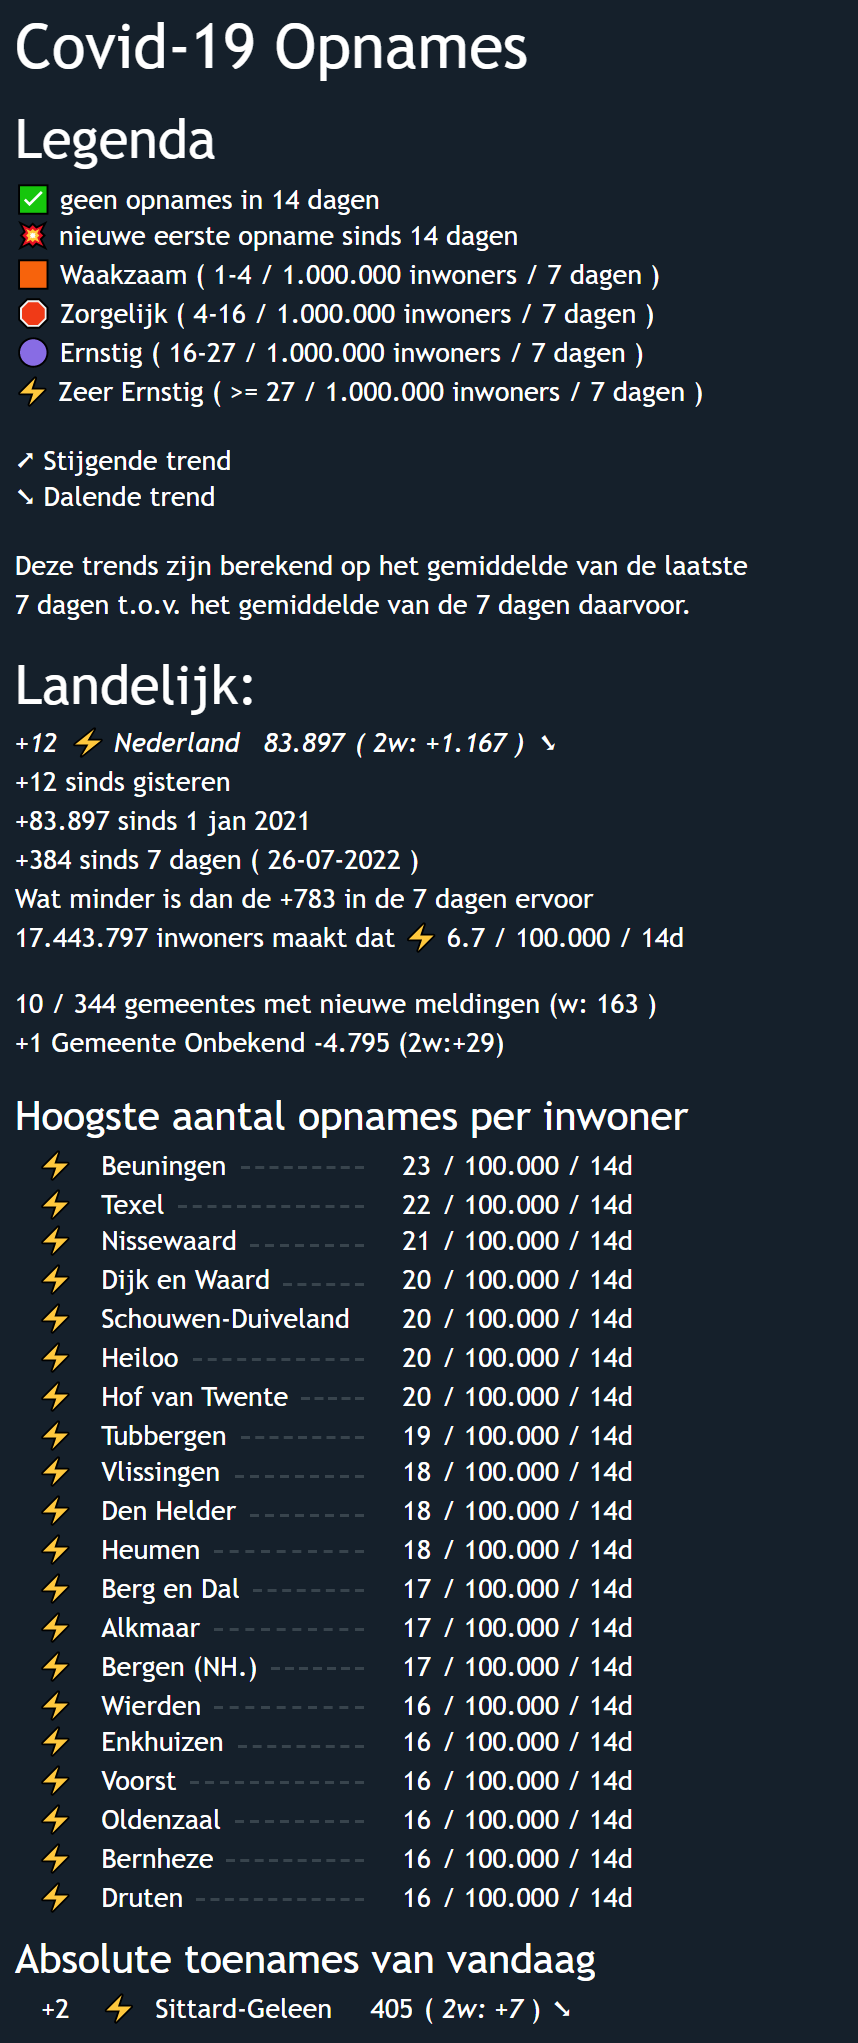 Covid-19 Opnames
Legenda
✅ geen opnames in 14 dagen
💥 nieuwe eerste opname sinds 14 dagen
🟧 Waakzaam ( 1-4 / 1.000.000 inwoners / 7 dagen )
🛑 Zorgelijk ( 4-16 / 1.000.000 inwoners / 7 dagen )
🟣 Ernstig ( 16-27 / 1.000.000 inwoners / 7 dagen )
⚡ Zeer Ernstig ( >= 27 / 1.000.000 inwoners / 7 dagen )
➚ Stijgende trend
➘ Dalende trend
Deze trends zijn berekend op het gemiddelde van de laatste
7 dagen t.o.v. het gemiddelde van de 7 dagen daarvoor.
Landelijk:
+12 ⚡ Nederland 83.897 ( 2w: +1.167 ) ➘
+12 sinds gisteren
+83.897 sinds 1 jan 2021
+384 sinds 7 dagen ( 26-07-2022 )
Wat minder is dan de +783 in de 7 dagen ervoor
17.443.797 inwoners maakt dat ⚡ 6.7 / 100.000 / 14d
10 / 344 gemeentes met nieuwe meldingen (w: 163 )
+1 Gemeente Onbekend -4.795 (2w:+29)
Hoogste aantal opnames per inwoner
⚡ Beuningen --------- 23 / 100.000 / 14d
⚡ Texel ------------- 22 / 100.000 / 14d
⚡ Nissewaard -------- 21 / 100.000 / 14d
⚡ Dijk en Waard ------ 20 / 100.000 / 14d
⚡ Schouwen-Duiveland 20 / 100.000 / 14d
⚡ Heiloo ------------ 20 / 100.000 / 14d
⚡ Hof van Twente ----- 20 / 100.000 / 14d
⚡ Tubbergen --------- 19 / 100.000 / 14d
⚡ Vlissingen --------- 18 / 100.000 / 14d
⚡ Den Helder -------- 18 / 100.000 / 14d
⚡ Heumen ----------- 18 / 100.000 / 14d
⚡ Berg en Dal -------- 17 / 100.000 / 14d
⚡ Alkmaar ----------- 17 / 100.000 / 14d
⚡ Bergen (NH.) ------- 17 / 100.000 / 14d
⚡ Wierden ----------- 16 / 100.000 / 14d
⚡ Enkhuizen --------- 16 / 100.000 / 14d
⚡ Voorst ------------ 16 / 100.000 / 14d
⚡ Oldenzaal --------- 16 / 100.000 / 14d
⚡ Bernheze ---------- 16 / 100.000 / 14d
⚡ Druten ------------ 16 / 100.000 / 14d
Absolute toenames van vandaag
+2 ⚡ Sittard-Geleen 405 ( 2w: +7 ) ➘